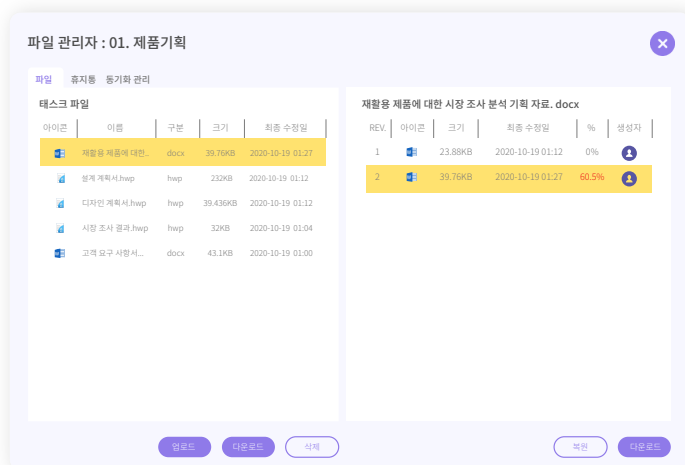 파일 관리자 : 01. 제품기획
파일 휴지통 동기화 관리
태스크 파일
아이콘 이름 구분 크기 최종 수정일
재활용 제품에 대한.. docx 39.76KB 2020-10-19 01:27
설계 계획서.hwp hwp 232KB 2020-10-19 01:12
디자인 계획서.hwp hwp 39.436KB 2020-10-19 01:12
시장 조사 결과.hwp hwp 32KB 2020-10-19 01:04
고객 요구 사항서... docx 43.1KB 2020-10-19 01:00
업로드 다운로드 삭제
재활용 제품에 대한 시장 조사 분석 기획 자료. docx
REV. 아이콘 크기 최종 수정일 % 생성자
1 23.88KB 2020-10-19 01:12 0%
2 39.76KB 2020-10-19 01:27 60.5%
복원 다운로드